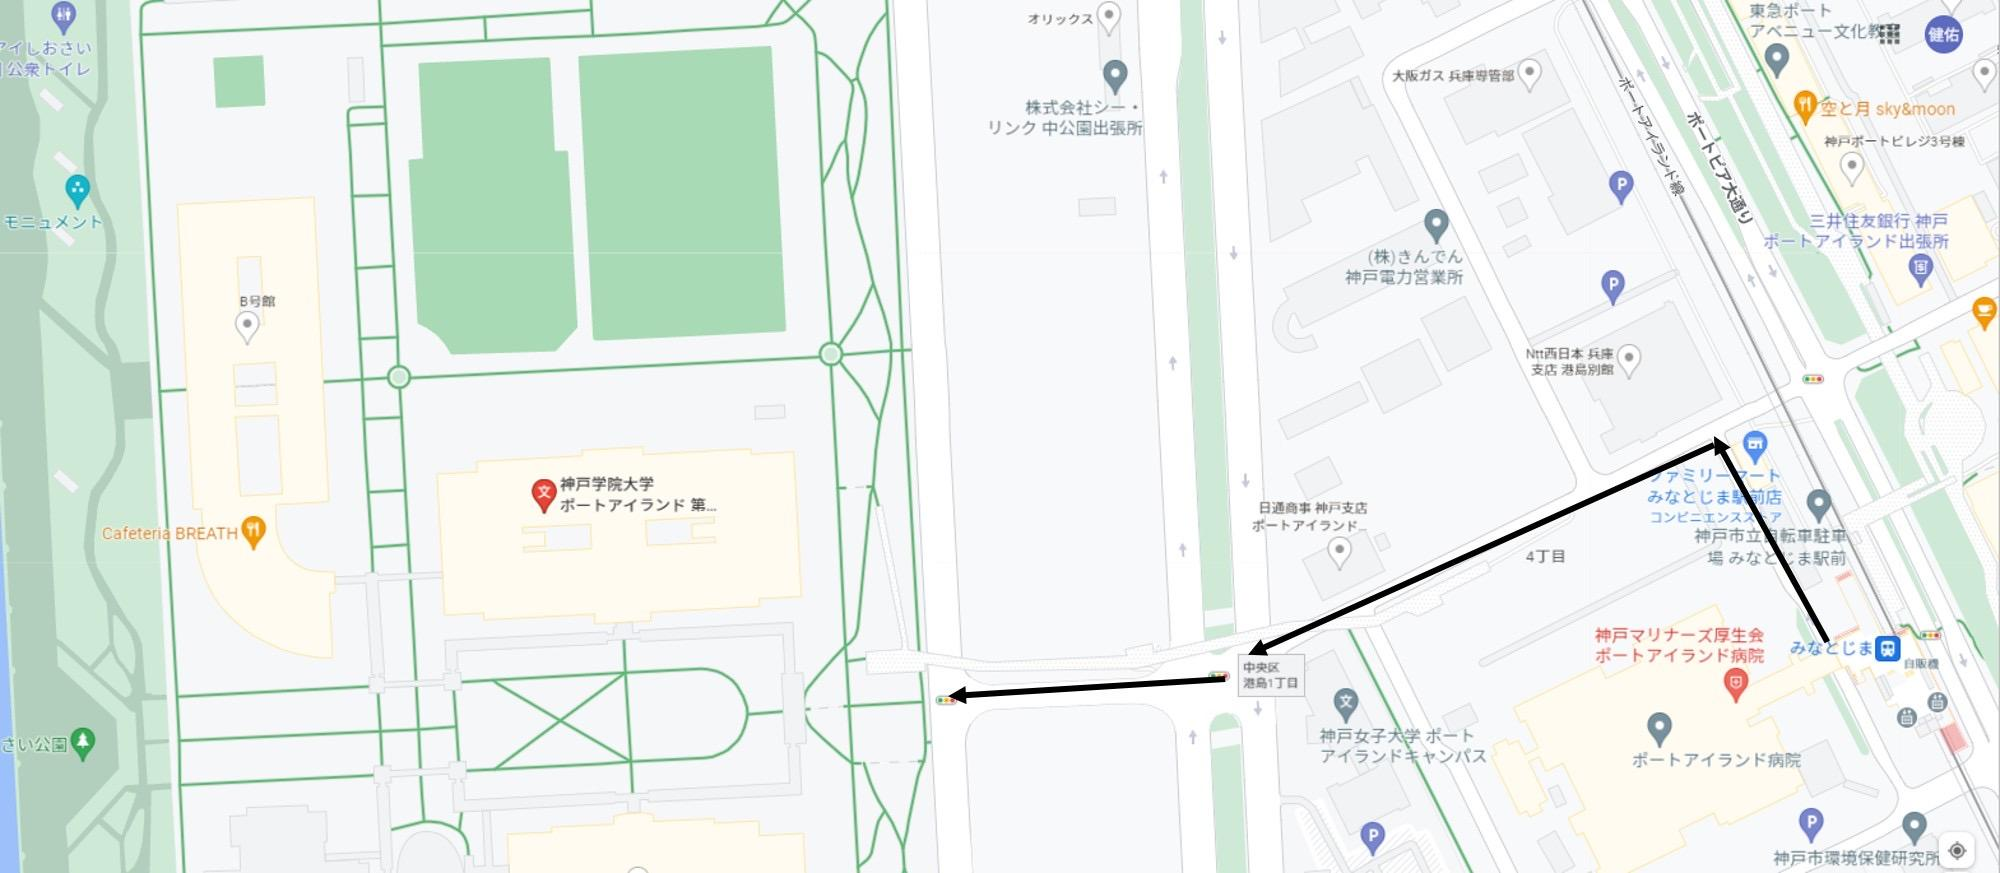 アイしおさい
公衆トイレ
モニュメント
B号館
Cafeteria BREATH
さい公園
神戸学院大学
ポートアイランド 第...
オリックス
株式会社シー・
リンク 中公園出張所
大阪ガス 兵庫導管部
(株)きんでん
神戸電力営業所
Ntt西日本 兵庫
支店 港島別館
日通商事 神戸支店
ポートアイランド...
4丁目
中央区
港島1丁目
神戸女子大学 ポート
アイランドキャンパス
P
P
P
P
東急ポート
アベニュー文化教
健佑
空と月 sky&moon
神戸ポートビレジ3号棟
ポートアイランド線
ポートピア大通り
三井住友銀行 神戸
ポートアイランド出張所
ファミリーマート
みなとじま駅前店
コンビニエンスストア
神戸市立自転車駐車
場 みなとじま駅前
みなとじま
自販機
神戸マリナーズ厚生会
ポートアイランド病院
ポートアイランド病院
神戸市環境保健研究所
文
文